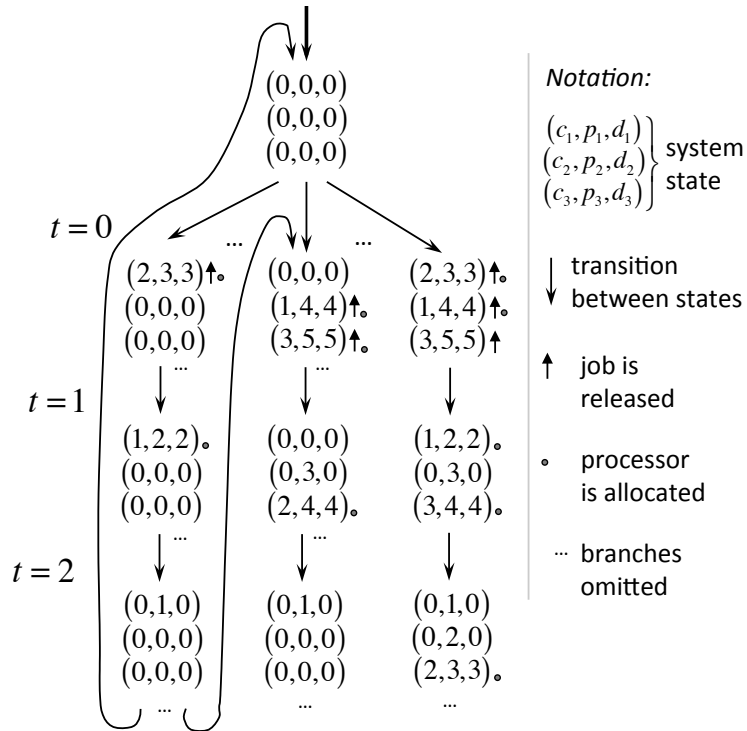 (0,0,0)
(0,0,0)
(0,0,0)
t = 0
... ...
(2,3,3) (0,0,0) (2,3,3)
(0,0,0) (1,4,4) (1,4,4)
(0,0,0) (3,5,5) (3,5,5)
... ...
t = 1
(1,2,2) (0,0,0) (1,2,2)
(0,0,0) (0,3,0) (0,3,0)
(0,0,0) (2,4,4) (3,4,4)
... ...
t = 2
(0,1,0) (0,1,0) (0,1,0)
(0,0,0) (0,0,0) (0,2,0)
(0,0,0) (0,0,0) (2,3,3)
... ... ...
Notation:
(c₁, p₁, d₁)
(c₂, p₂, d₂)
(c₃, p₃, d₃)
system
state
transition
between states
job is
released
processor
is allocated
... branches
omitted